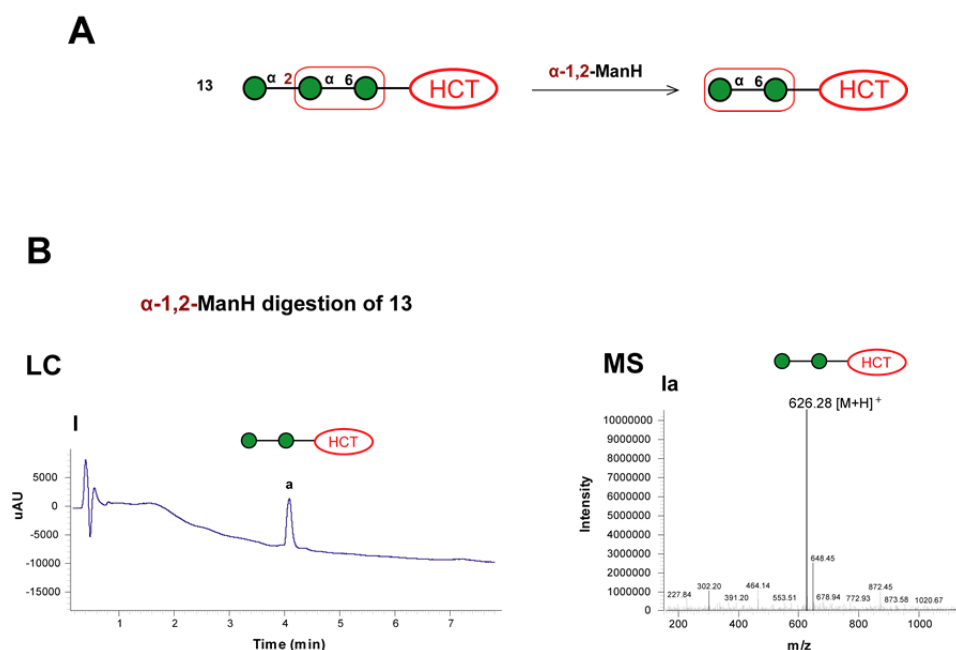 A
13
α 2 α 6
HCT
α-1,2-ManH
α 6
HCT
B
α-1,2-ManH digestion of 13
LC
I
HCT
a
uAU
5000
0
-5000
-10000
-15000
1 2 3 4 5 6 7
Time (min)
MS
HCT
Ia
626.28 [M+H]+
Intensity
10000000
9000000
8000000
7000000
6000000
5000000
4000000
3000000
2000000
1000000
0
648.45
227.84
302.20
391.20
464.14
553.51
678.94
772.93
872.45
873.58
1020.67
200 400 600 800 1000
m/z